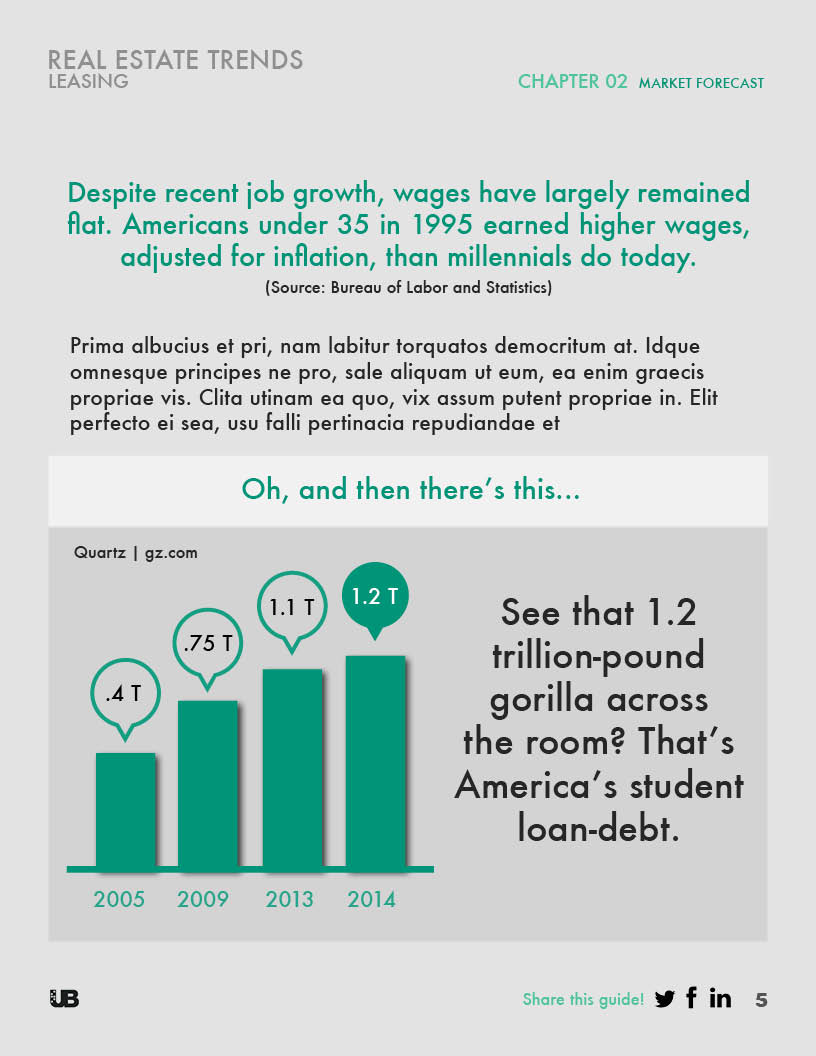 REAL ESTATE TRENDS
LEASING
CHAPTER 02 MARKET FORECAST
Despite recent job growth, wages have largely remained
flat. Americans under 35 in 1995 earned higher wages,
adjusted for inflation, than millennials do today.
(Source: Bureau of Labor and Statistics)
Prima albucius et pri, nam labitur torquatos democritum at. Idque
omnesque principes ne pro, sale aliquam ut eum, ea enim graecis
propriae vis. Clita utinam ea quo, vix assum putent propriae in. Elit
perfecto ei sea, usu falli pertinacia repudiandae et
Oh, and then there's this...
Quartz | gz.com
.4 T
.75 T
1.1 T
1.2 T
2005 2009 2013 2014
See that 1.2
trillion-pound
gorilla across
the room? That's
America's student
loan-debt.
UB
Share this guide!
5